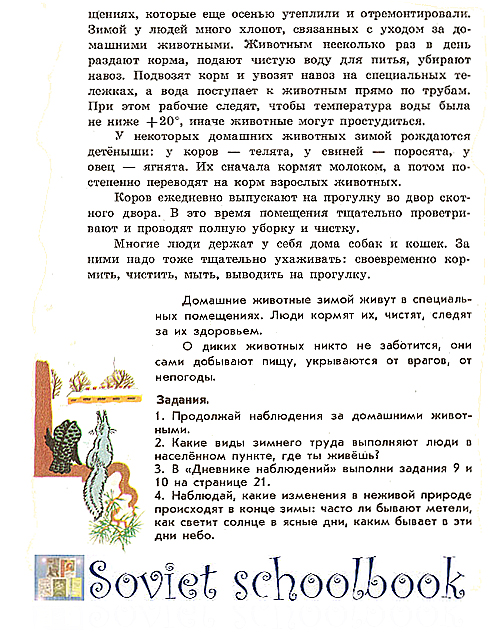 щениях, которые еще осенью утеплили и отремонтировали.
Зимой у людей много хлопот, связанных с уходом за до-
машними животными. Животным несколько раз в день
раздают корма, подают чистую воду для питья, убирают
навоз. Подвозят корм и увозят навоз на специальных те-
лежках, а вода поступает к животным прямо по трубам.
При этом рабочие следят, чтобы температура воды была
не ниже +20°, иначе животные могут простудиться.
У некоторых домашних животных зимой рождаются
детёныши: у коров — телята, у свиней — поросята, у
овец — ягнята. Их сначала кормят молоком, а потом по-
степенно переводят на корм взрослых животных.
Коров ежедневно выпускают на прогулку во двор скот-
ного двора. В это время помещения тщательно проветри-
вают и проводят полную уборку и чистку.
Многие люди держат у себя дома собак и кошек. За
ними надо тоже тщательно ухаживать: своевременно кор-
мить, чистить, мыть, выводить на прогулку.
Домашние животные зимой живут в специаль-
ных помещениях. Люди кормят их, чистят, следят
за их здоровьем.
О диких животных никто не заботится, они
сами добывают пищу, укрываются от врагов, от
непогоды.
Задания.
1. Продолжай наблюдения за домашними живот-
ными.
2. Какие виды зимнего труда выполняют люди в
населённом пункте, где ты живёшь?
3. В «Дневнике наблюдений» выполни задания 9 и
10 на странице 21.
4. Наблюдай, какие изменения в неживой природе
происходят в конце зимы: часто ли бывают метели,
как светит солнце в ясные дни, каким бывает в эти
дни небо.
Soviet schoolbook